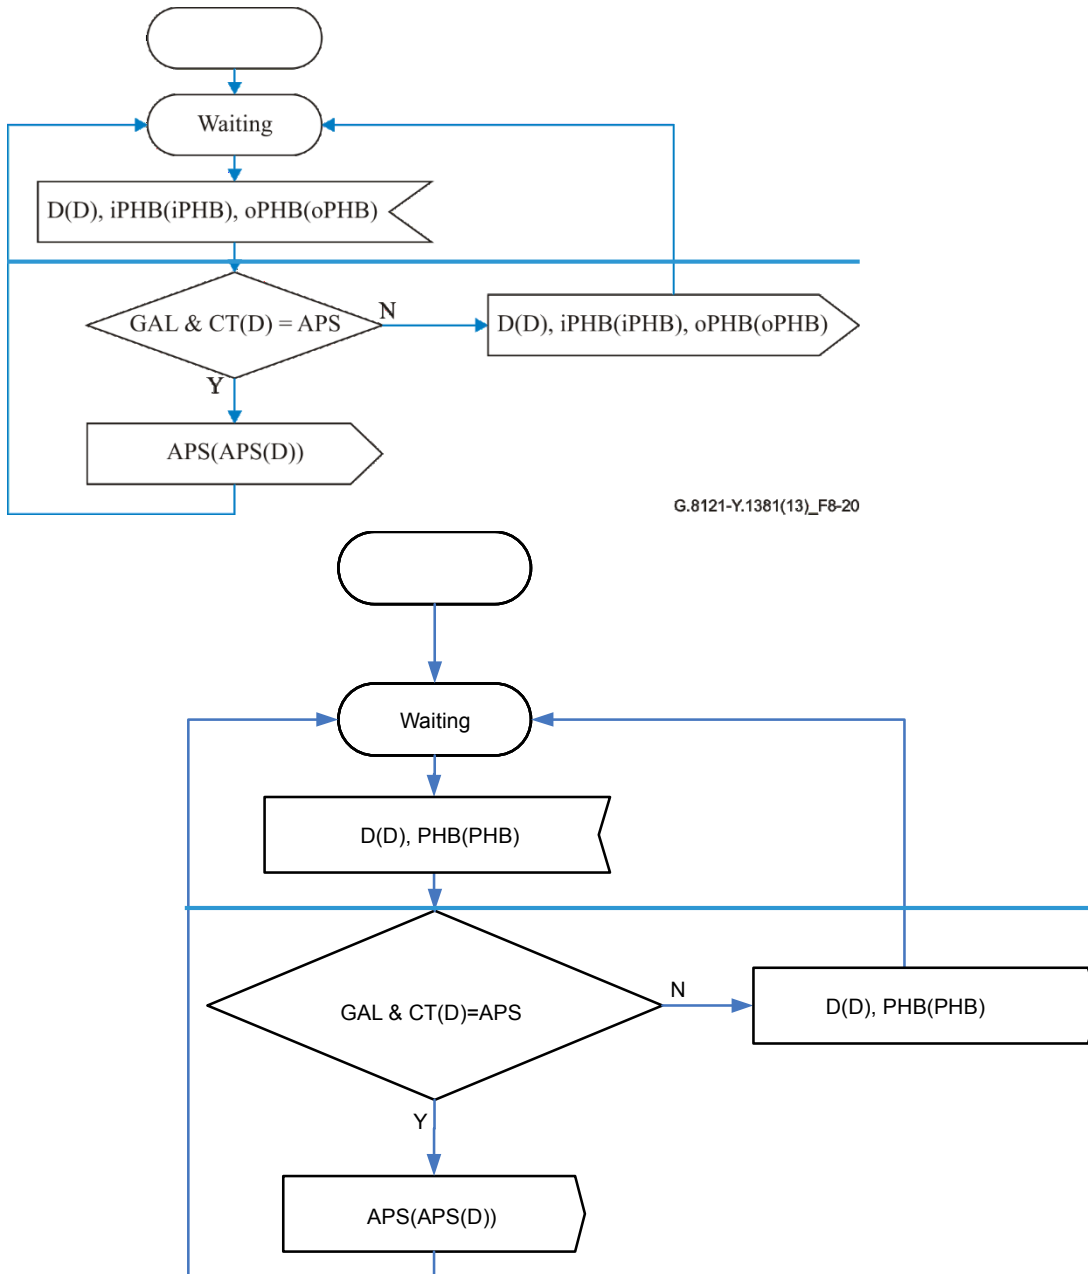 Waiting
D(D), iPHB(iPHB), oPHB(oPHB)
GAL & CT(D) = APS
N
D(D), iPHB(iPHB), oPHB(oPHB)
Y
APS(APS(D))
G.8121-Y.1381(13)_F8-20
Waiting
D(D), PHB(PHB)
GAL & CT(D)=APS
N
D(D), PHB(PHB)
Y
APS(APS(D))